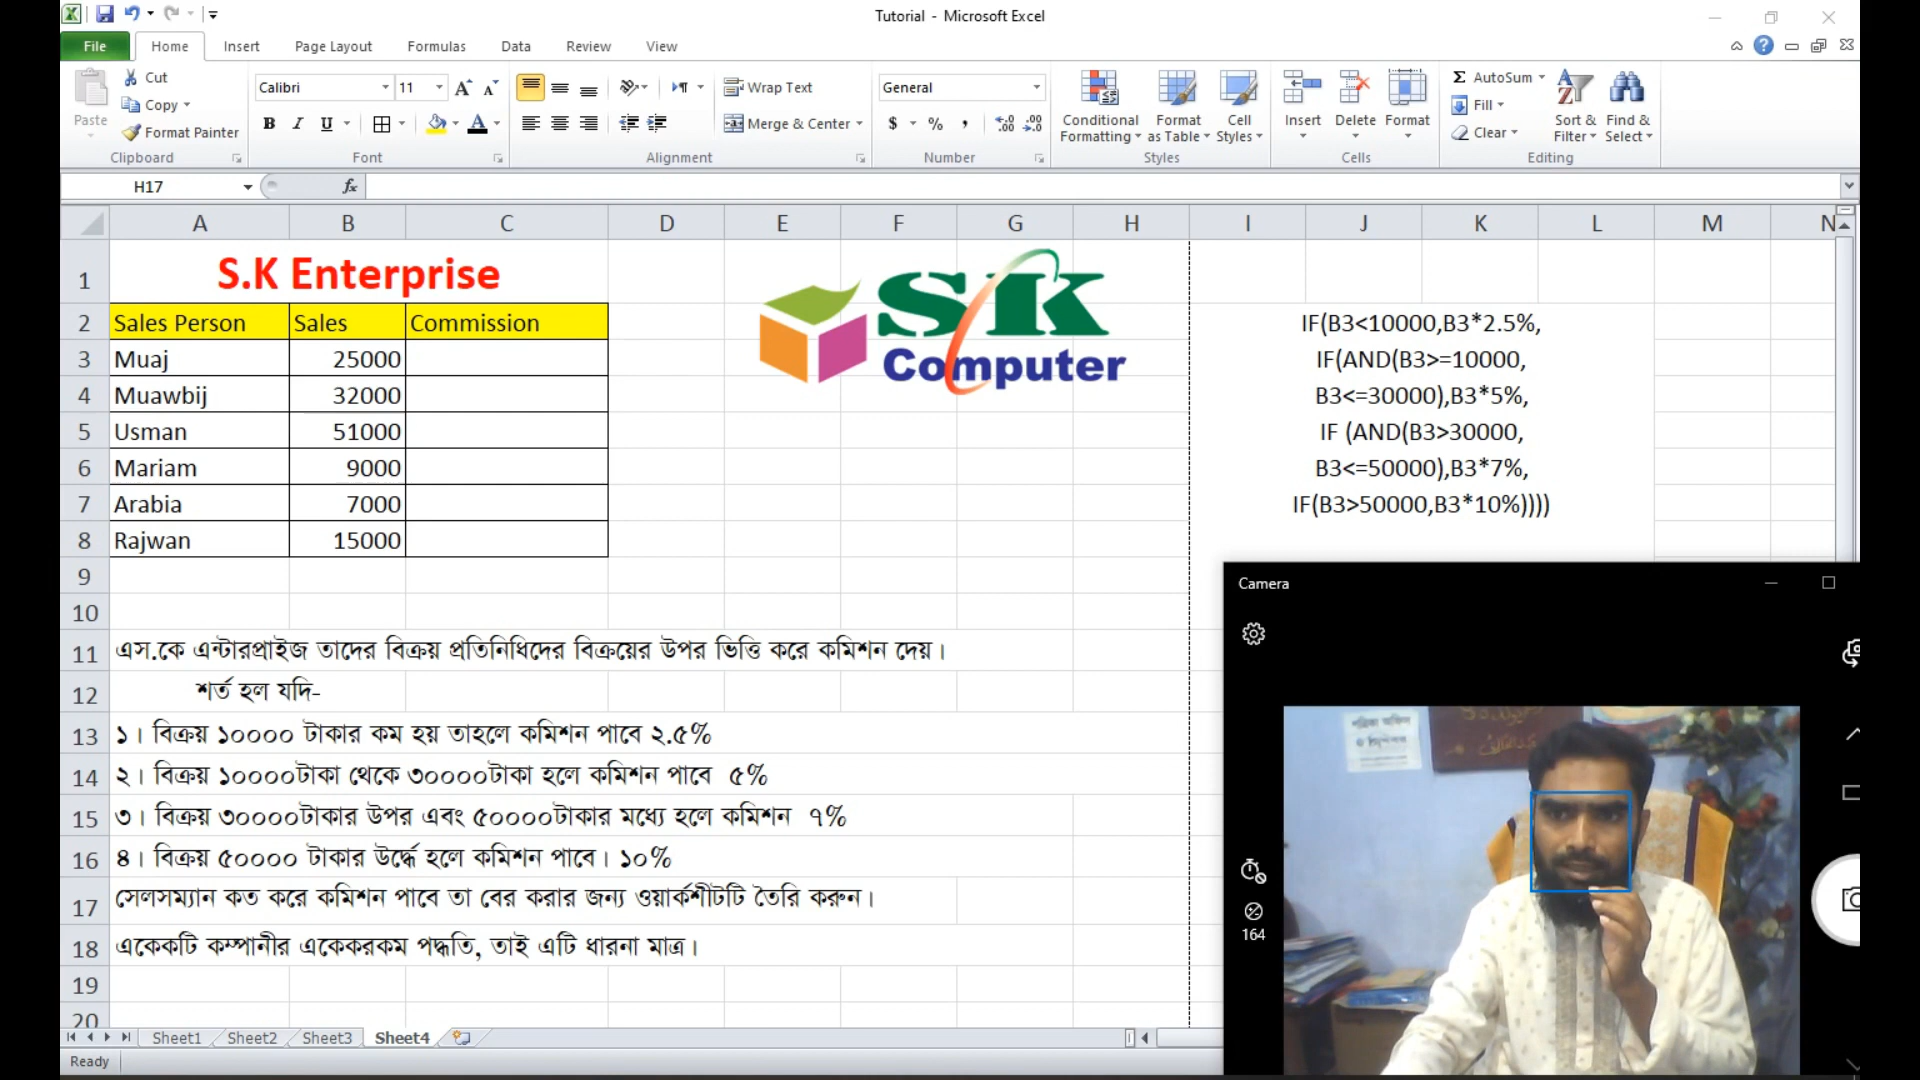 Tutorial - Microsoft Excel
File Home Insert Page Layout Formulas Data Review View
Paste
Cut
Copy
Format Painter
Clipboard
Calibri 11
B I U
Font
Wrap Text
Merge & Center
Alignment
General
$ % ,
Number
Conditional Formatting
Format as Table
Cell Styles
Styles
Insert Delete Format
Cells
AutoSum
Fill
Clear
Sort & Filter
Find & Select
Editing
H17
fx
A B C D E F G H I J K L M N
1 S.K Enterprise
SK
Computer
2 Sales Person Sales Commission
3 Muaj 25000
4 Muawbij 32000
5 Usman 51000
6 Mariam 9000
7 Arabia 7000
8 Rajwan 15000
IF(B3<10000,B3*2.5%,
IF(AND(B3>=10000,
B3<=30000),B3*5%,
IF (AND(B3>30000,
B3<=50000),B3*7%,
IF(B3>50000,B3*10%))))
9
10
11 এস.কে এন্টারপ্রাইজ তাদের বিক্রয় প্রতিনিধিদের বিক্রয়ের উপর ভিত্তি করে কমিশন দেয়।
12 শর্ত হল যদি-
13 ১। বিক্রয় ১০০০০ টাকার কম হয় তাহলে কমিশন পাবে ২.৫%
14 ২। বিক্রয় ১০০০০টাকা থেকে ৩০০০০টাকা হলে কমিশন পাবে ৫%
15 ৩। বিক্রয় ৩০০০০টাকার উপর এবং ৫০০০০টাকার মধ্যে হলে কমিশন ৭%
16 ৪। বিক্রয় ৫০০০০ টাকার উর্দ্ধে হলে কমিশন পাবে। ১০%
17 সেলসম্যান কত করে কমিশন পাবে তা বের করার জন্য ওয়ার্কশীটটি তৈরি করুন।
18 একেকটি কম্পানীর একেকরকম পদ্ধতি, তাই এটি ধারনা মাত্র।
19
20
Camera
164
Sheet1 Sheet2 Sheet3 Sheet4
Ready